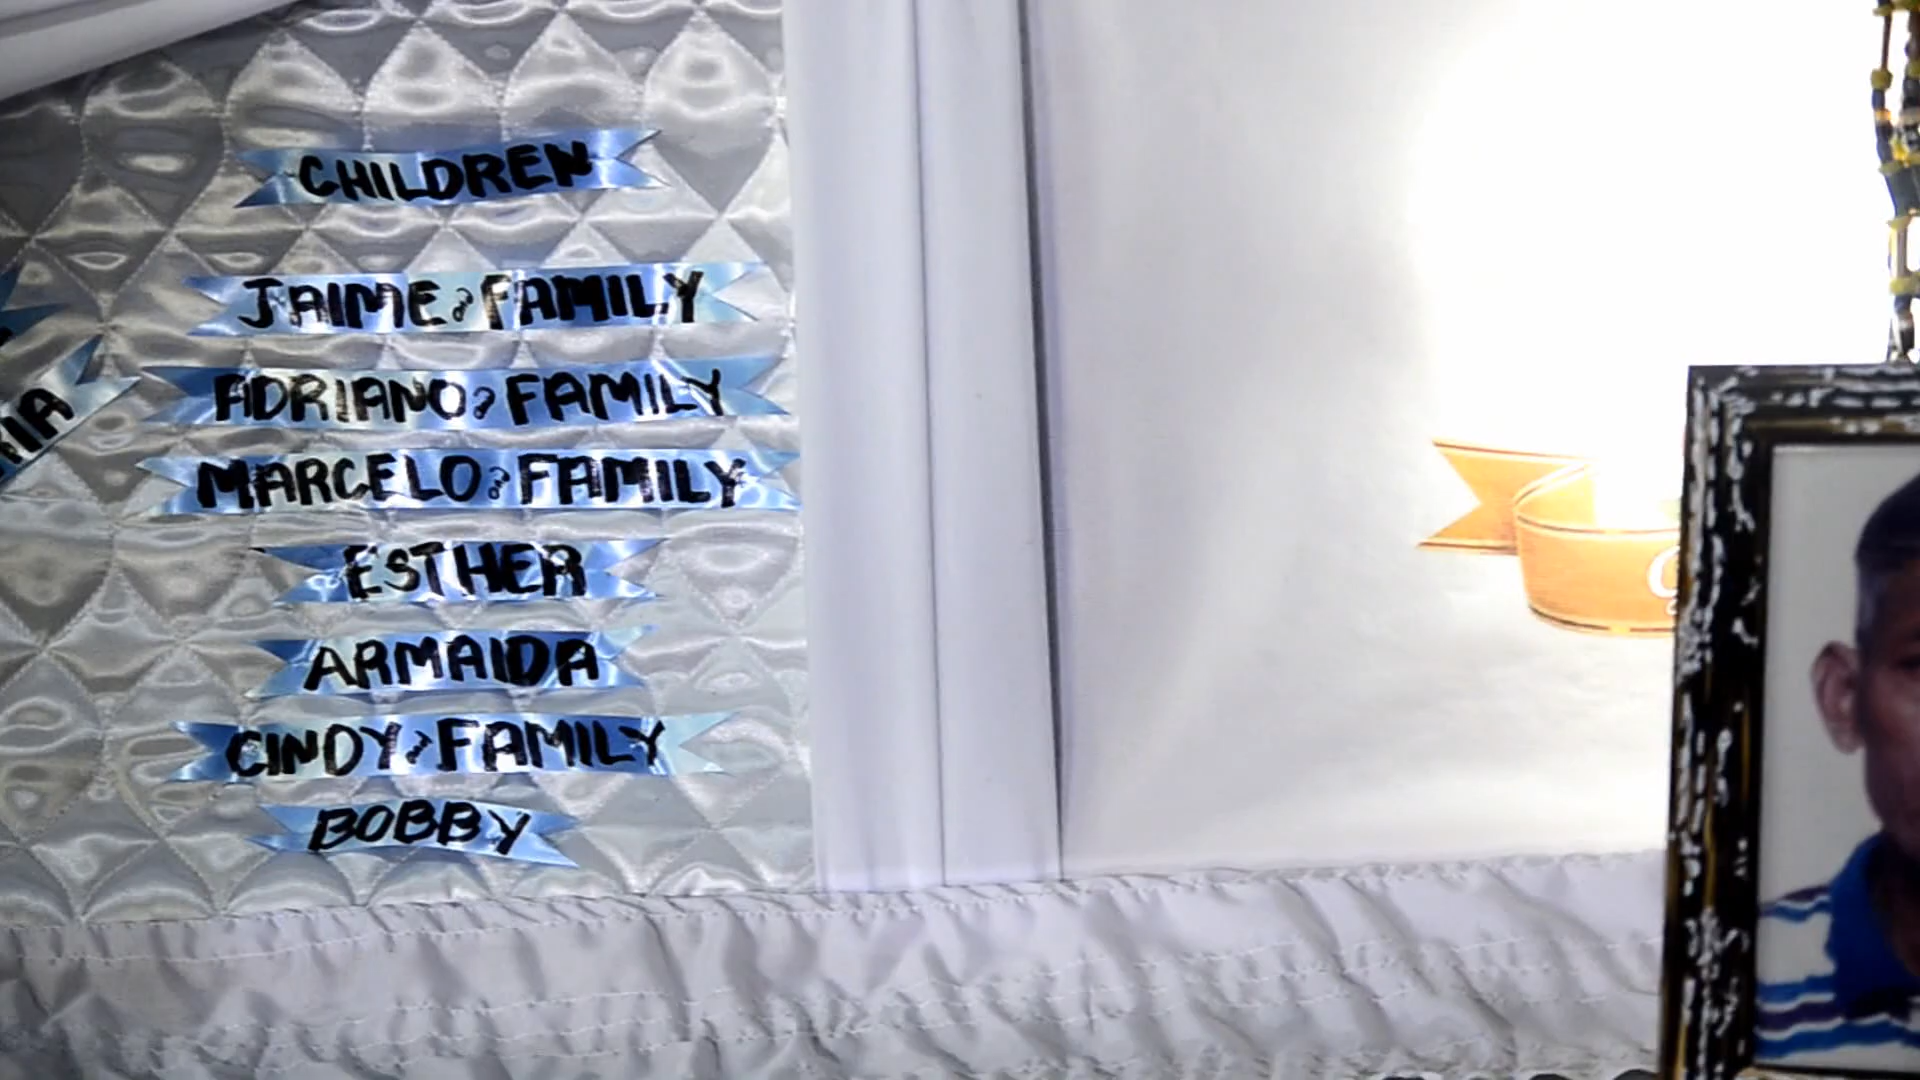 CHILDREN
JAIME & FAMILY
ADRIANO & FAMILY
MARCELO & FAMILY
ESTHER
ARMAIDA
CINDY & FAMILY
BOBBY